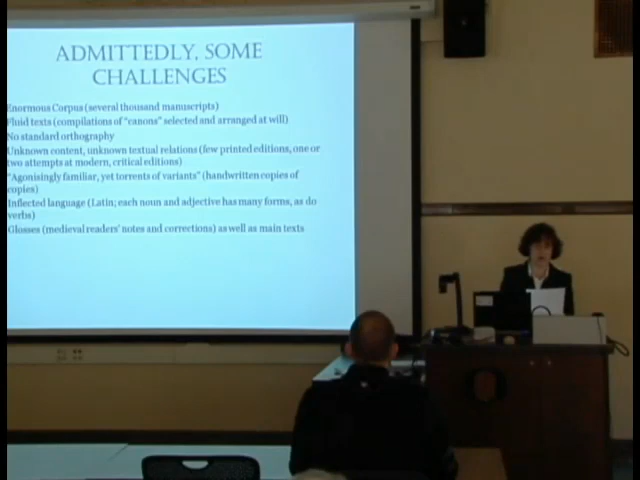 ADMITTEDLY, SOME
CHALLENGES
Enormous Corpus (several thousand manuscripts)
Fluid texts (compilations of "canons" selected and arranged at will)
No standard orthography
Unknown content, unknown textual relations (few printed editions, one or
two attempts at modern, critical editions)
"Agonisingly familiar, yet torrents of variants" (handwritten copies of
copies)
Inflected language (Latin; each noun and adjective has many forms, as do
verbs)
Glosses (medieval readers' notes and corrections) as well as main texts